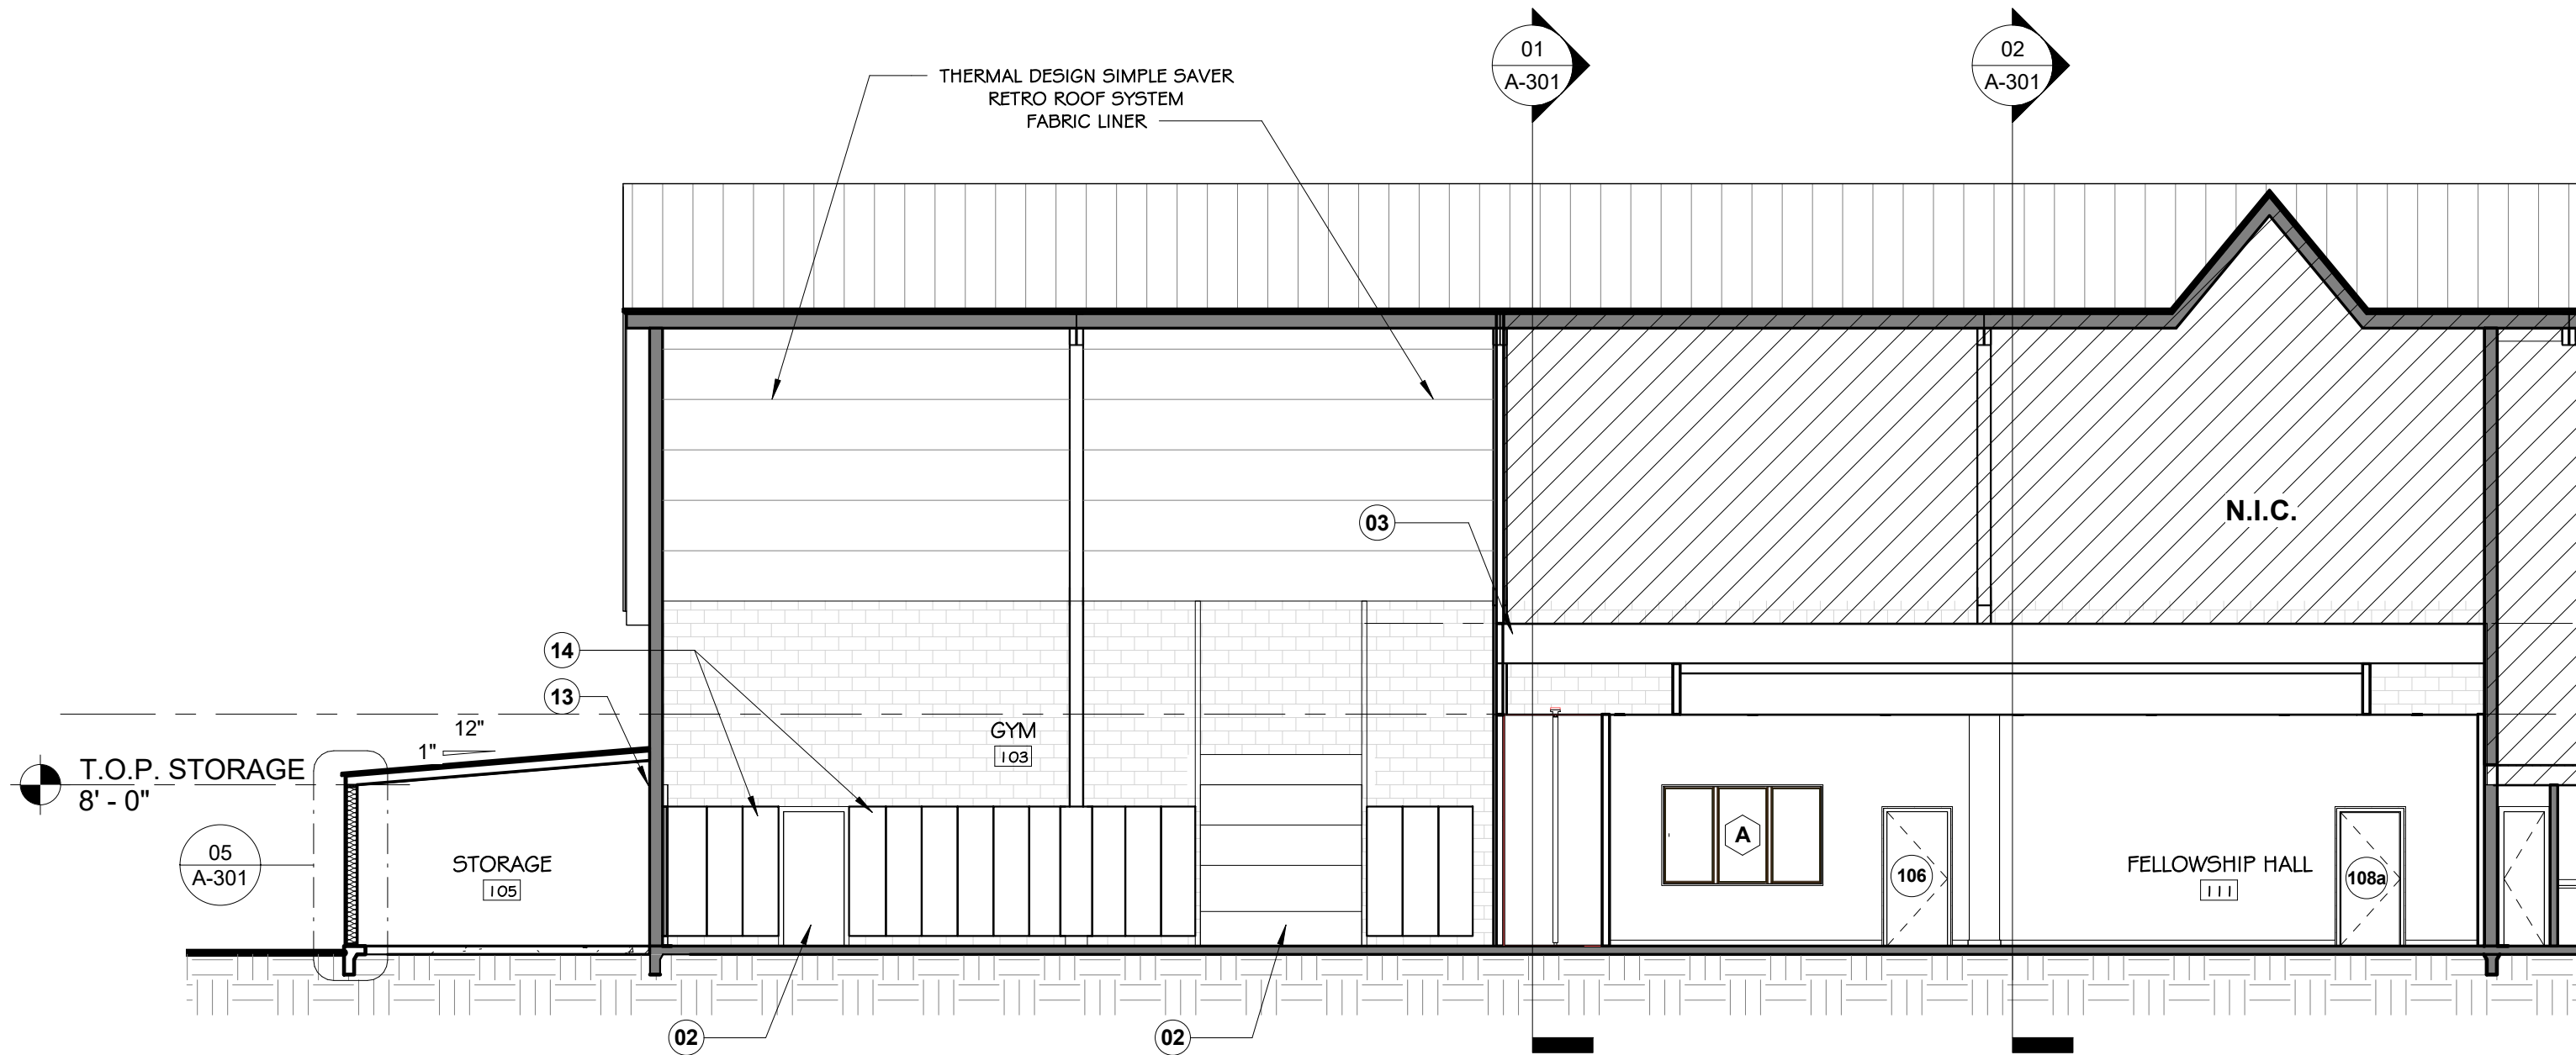 01
A-301
02
A-301
THERMAL DESIGN SIMPLE SAVER
RETRO ROOF SYSTEM
FABRIC LINER
N.I.C.
03
14
13
GYM
103
12"
1"
T.O.P. STORAGE
8' - 0"
05
A-301
STORAGE
105
A
106
FELLOWSHIP HALL
111
108a
02
02